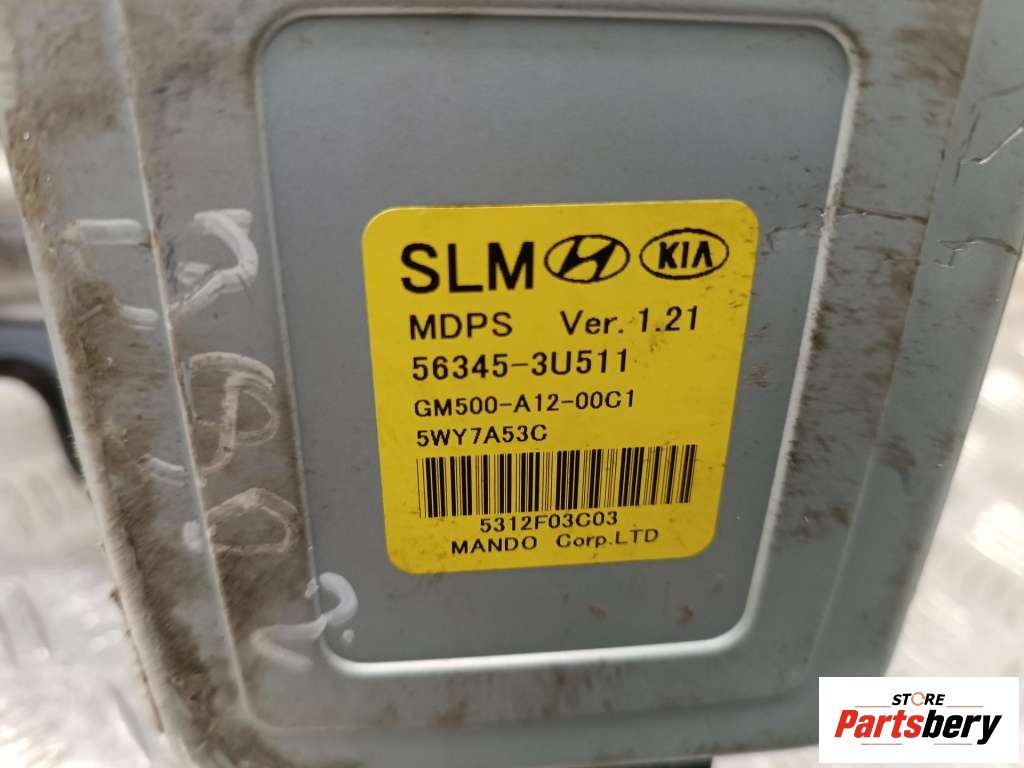 SLM KIA
MDPS Ver. 1.21
56345-3U511
GM500-A12-00C1
5WY7A53C
5312F03C03
MANDO Corp.LTD
STORE
Partsbery